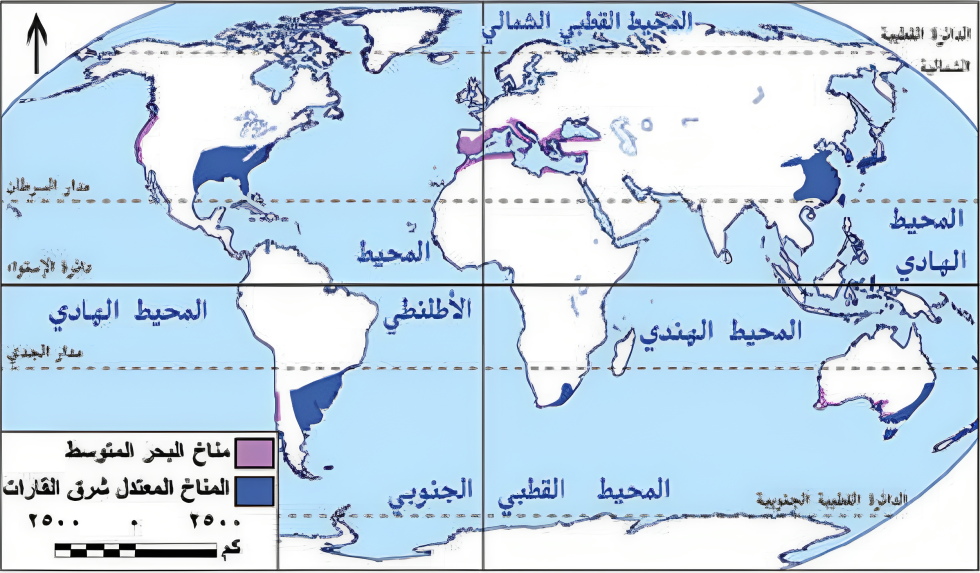 المحيط القطبي الشمالي
الدائرة القطبية
الشمالية
مدار السرطان
المحيط
الهادي
المحيط
دائرة الإستواء
الأطلنطي
المحيط الهادي
المحيط الهندي
مدار الجدي
مناخ البحر المتوسط
المناخ المعتدل شرق القارات
٢٥٠٠ ٠ ٢٥٠٠
كم
المحيط القطبي الجنوبي
الدائرة القطبية الجنوبية